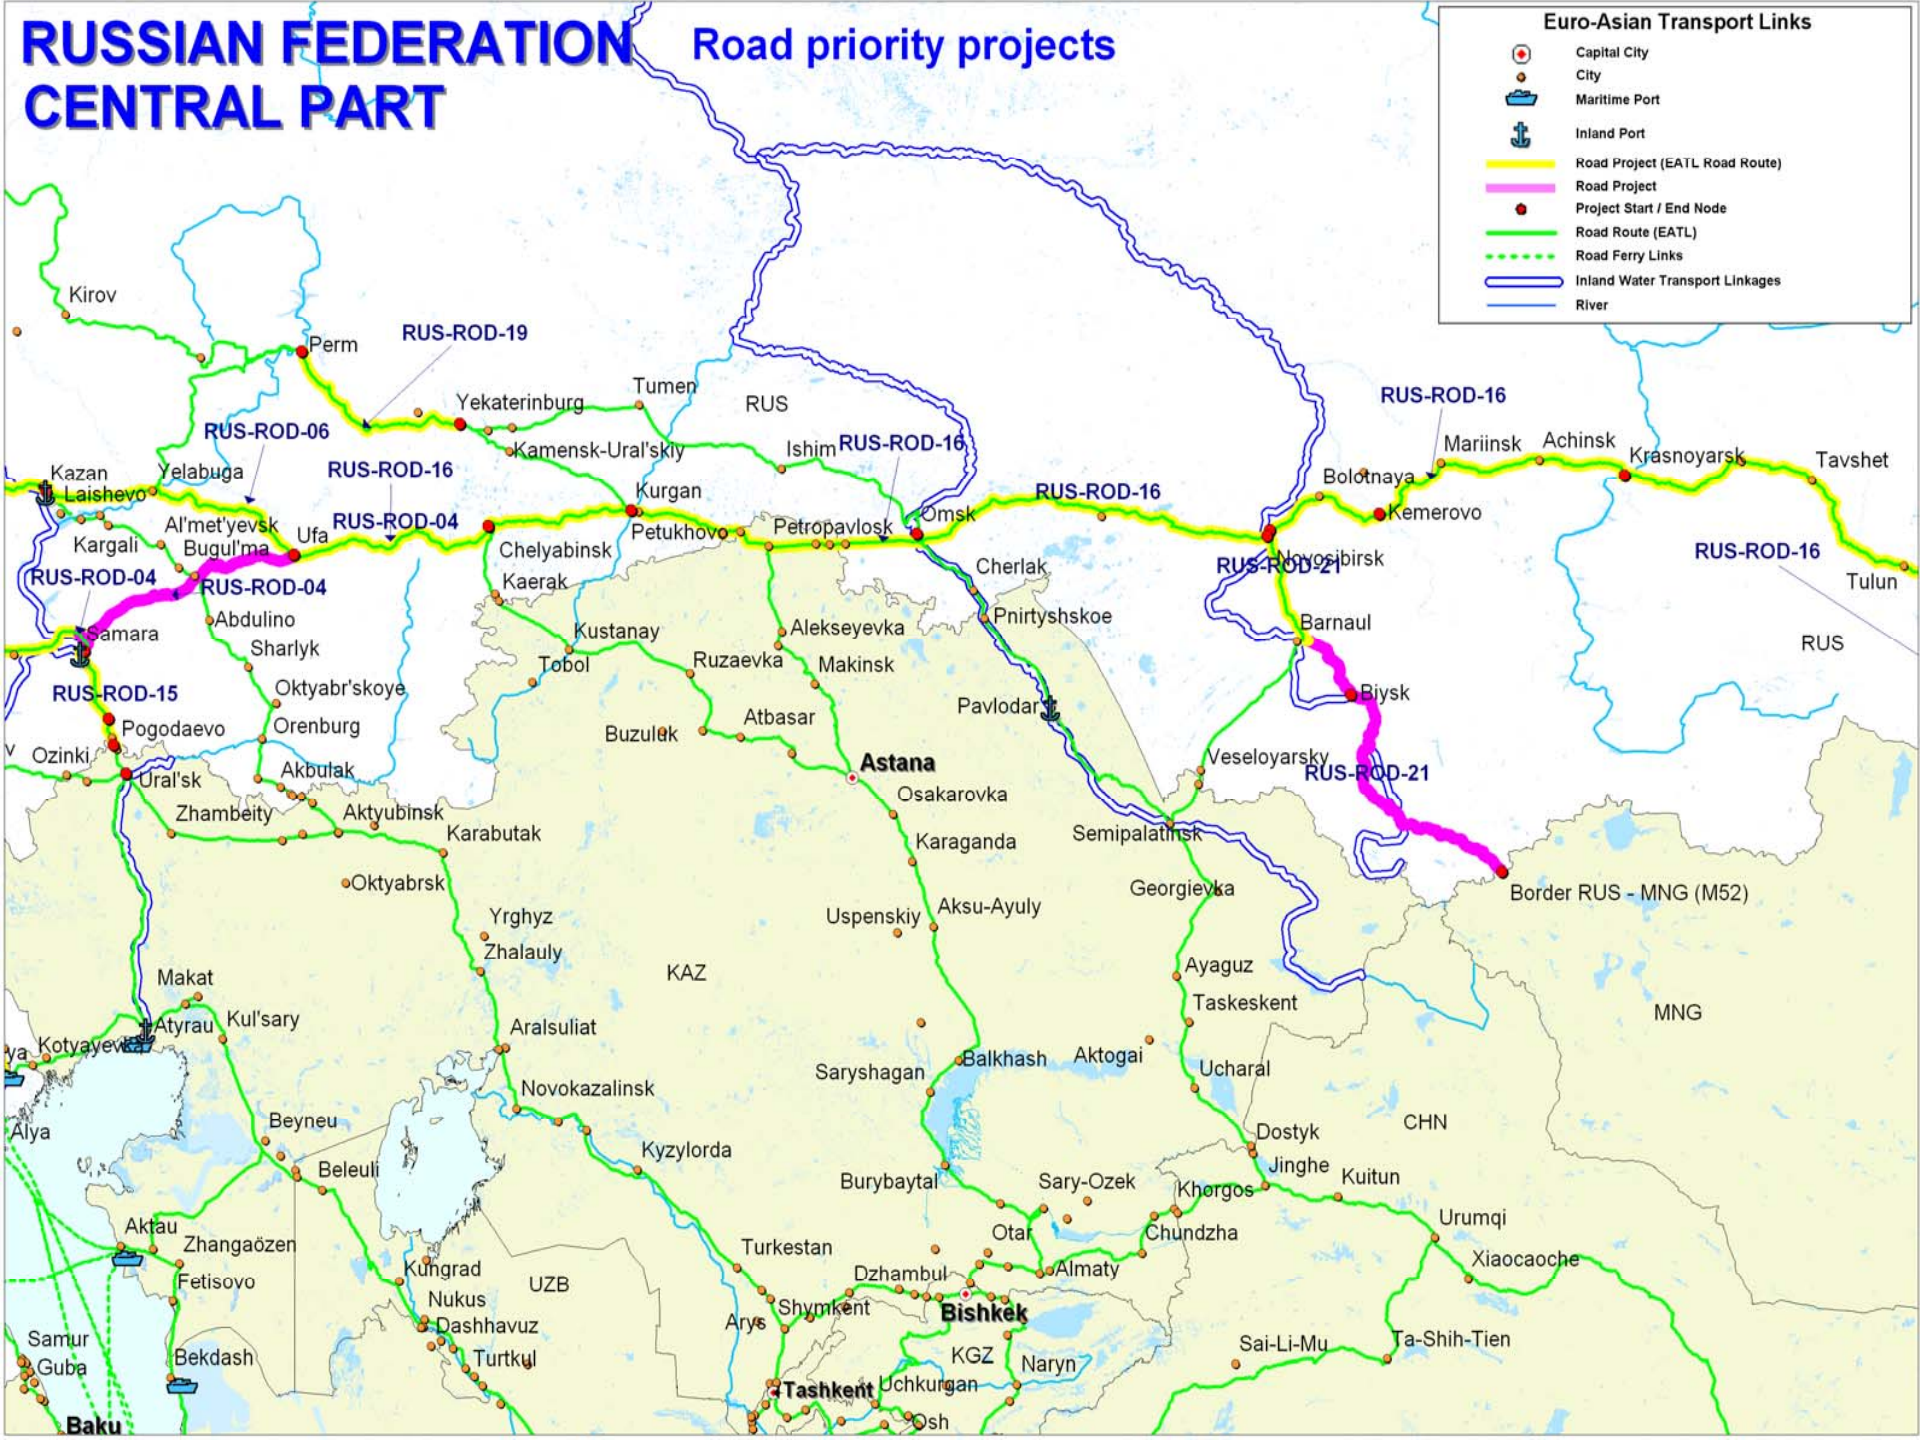 RUSSIAN FEDERATION
CENTRAL PART
Road priority projects
Euro-Asian Transport Links
Capital City
City
Maritime Port
Inland Port
Road Project (EATL Road Route)
Road Project
Project Start / End Node
Road Route (EATL)
Road Ferry Links
Inland Water Transport Linkages
River
Kirov
Perm
RUS-ROD-19
Tumen
RUS
Yekaterinburg
RUS-ROD-16
RUS-ROD-06
Kamensk-Ural'skiy
Ishim
RUS-ROD-16
Mariinsk
Achinsk
Krasnoyarsk
Tavshet
Kazan
Yelabuga
RUS-ROD-16
Bolotnaya
Laishevo
Kurgan
RUS-ROD-16
Kemerovo
Al'met'yevsk
RUS-ROD-04
Omsk
Ufa
Petukhovo
Petropavlosk
Kargali
Bugul'ma
Chelyabinsk
Novosibirsk
RUS-ROD-16
RUS-ROD-21
Cherlak
RUS-ROD-04
RUS-ROD-04
Kaerak
Tulun
Abdulino
Pnirtyshskoe
Barnaul
Samara
Kustanay
Alekseyevka
RUS
Sharlyk
Tobol
Ruzaevka
Makinsk
RUS-ROD-15
Oktyabr'skoye
Pavlodar
Biysk
Pogodaevo
Orenburg
Buzuluk
Atbasar
v
Ozinki
Ural'sk
Akbulak
Astana
Veseloyarsky
RUS-ROD-21
Osakarovka
Zhambeity
Aktyubinsk
Karabutak
Karaganda
Semipalatinsk
Oktyabrsk
Georgievka
Border RUS - MNG (M52)
Yrghyz
Uspenskiy
Aksu-Ayuly
Zhalauly
KAZ
Ayaguz
Makat
Taskeskent
MNG
Atyrau
Kul'sary
Aralsuliat
ya
Kotyayevka
Balkhash
Aktogai
Saryshagan
Ucharal
Novokazalinsk
Alya
Beyneu
CHN
Dostyk
Kyzylorda
Beleuli
Jinghe
Burybaytal
Sary-Ozek
Khorgos
Kuitun
Aktau
Urumqi
Zhangaözen
Turkestan
Otar
Chundzha
Xiaocaoche
Fetisovo
Kungrad
UZB
Dzhambul
Almaty
Nukus
Shymkent
Bishkek
Samur
Dashhavuz
Arys
Guba
Bekdash
Turtkul
KGZ
Naryn
Sai-Li-Mu
Ta-Shih-Tien
Tashkent
Uchkurgan
Baku
Osh